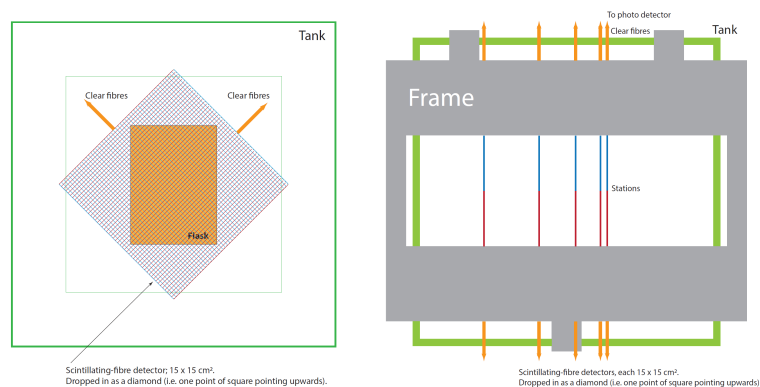 Tank
Clear fibres
Clear fibres
Flask
Scintillating-fibre detector; 15 x 15 cm².
Dropped in as a diamond (i.e. one point of square pointing upwards).
To photo detector
Tank
Clear fibres
Frame
Stations
Scintillating-fibre detectors, each 15 x 15 cm².
Dropped in as a diamond (i.e. one point of square pointing upwards)